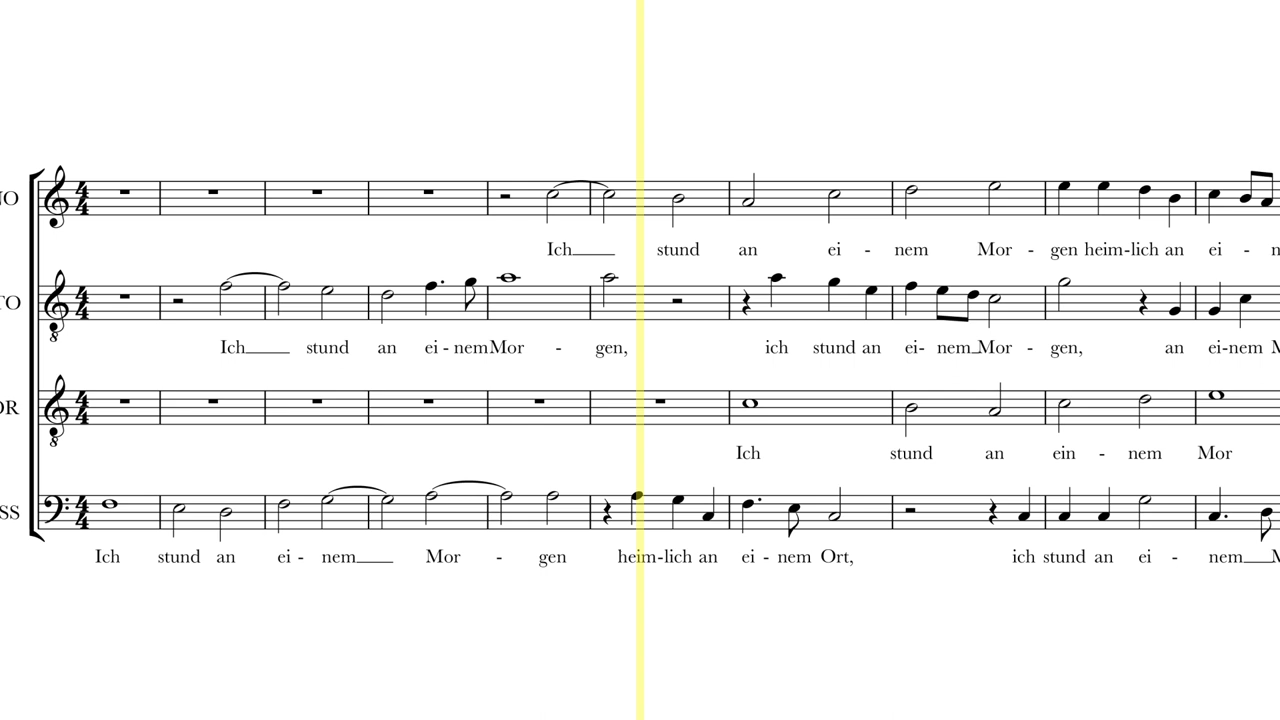 NO
Ich stund an ei - nem Mor - gen heim-lich an ei - n
TO
Ich stund an ei - nem Mor - gen, ich stund an ei- nem Mor - gen, an ei-nem M
OR
Ich stund an ein - nem Mor
SS
Ich stund an ei - nem Mor - gen heim-lich an ei - nem Ort, ich stund an ei - nem M